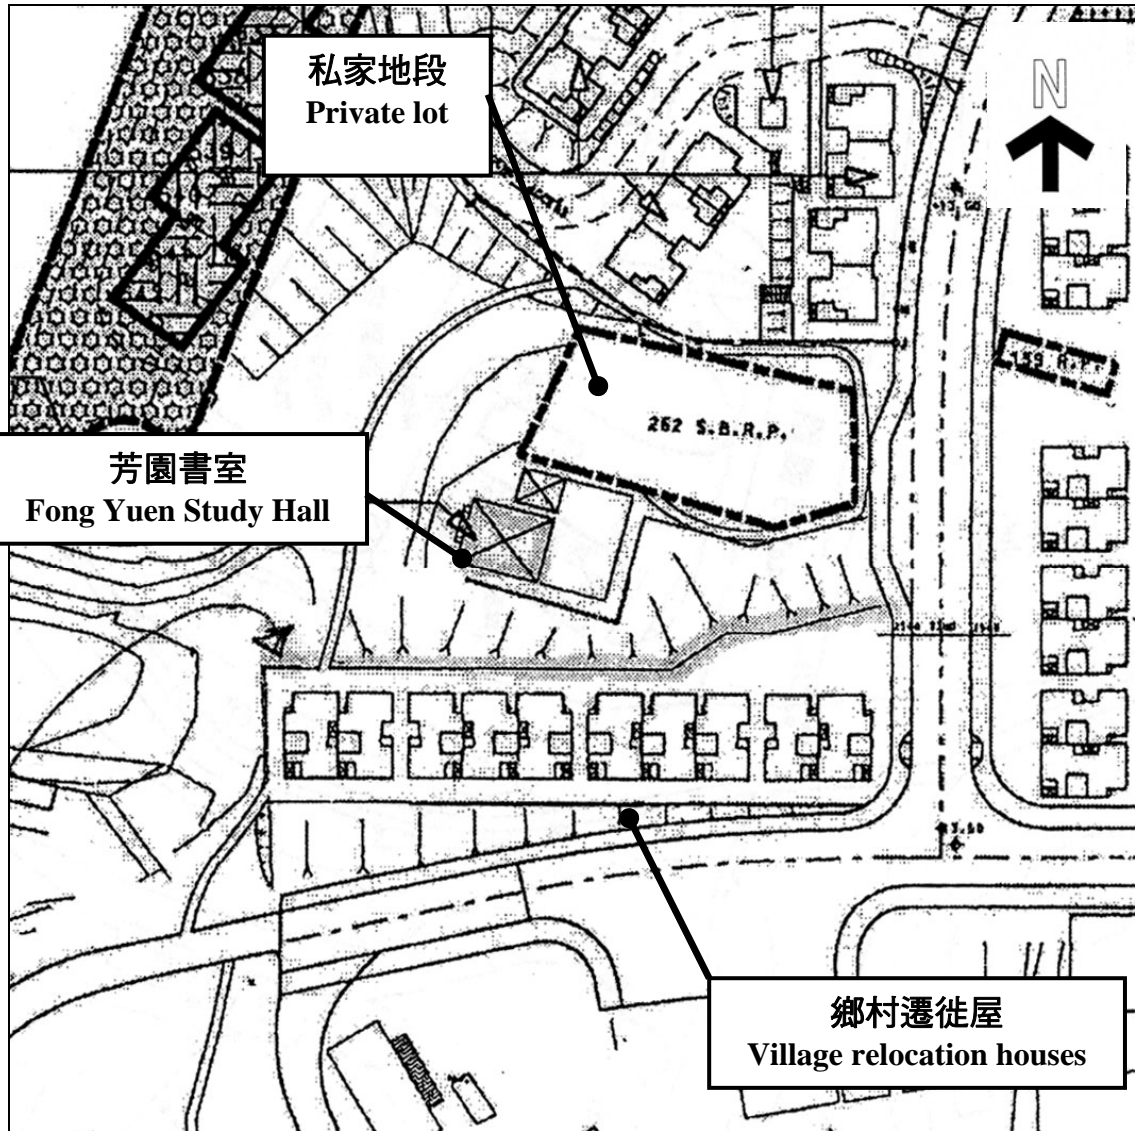 私家地段
Private lot
N
262 S.B.R.P.
芳園書室
Fong Yuen Study Hall
鄉村遷徙屋
Village relocation houses